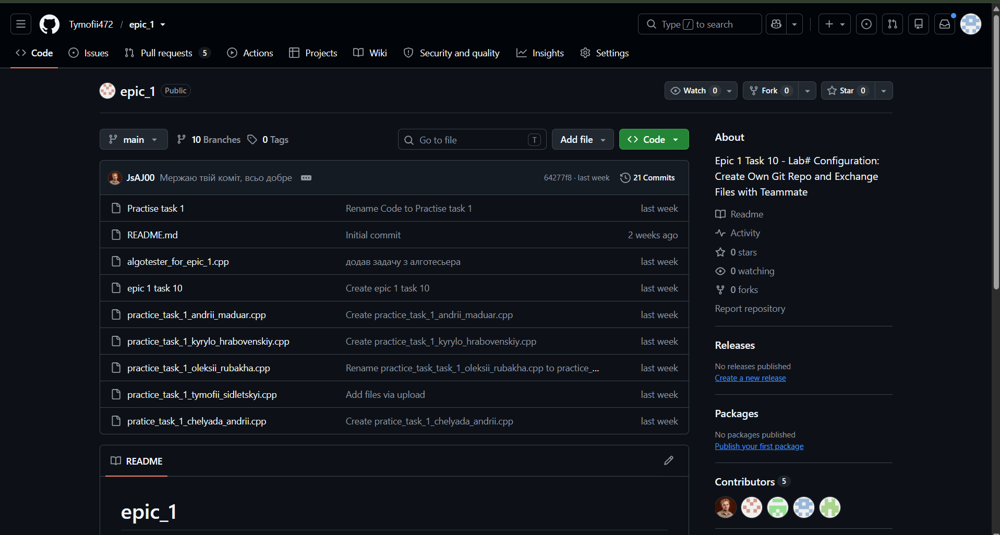 Tymofii472 / epic_1
Type / to search
Code
Issues
Pull requests 5
Actions
Projects
Wiki
Security and quality
Insights
Settings
epic_1 Public
Watch 0
Fork 0
Star 0
main
10 Branches
0 Tags
Go to file T
Add file
Code
JsAJ00 Мержаю твій коміт, всьо добре 64277f8 · last week 21 Commits
Practise task 1 Rename Code to Practise task 1 last week
README.md Initial commit 2 weeks ago
algotester_for_epic_1.cpp додав задачу з алготесьера last week
epic 1 task 10 Create epic 1 task 10 last week
practice_task_1_andrii_maduar.cpp Create practice_task_1_andrii_maduar.cpp last week
practice_task_1_kyrylo_hrabovenskiy.cpp Create practice_task_1_kyrylo_hrabovenskiy.cpp last week
practice_task_1_oleksii_rubakha.cpp Rename practice_task_task_1_oleksii_rubakha.cpp to practice_... last week
practice_task_1_tymofii_sidletskyi.cpp Add files via upload last week
pratice_task_1_chelyada_andrii.cpp Create pratice_task_1_chelyada_andrii.cpp last week
README
epic_1
About
Epic 1 Task 10 - Lab# Configuration:
Create Own Git Repo and Exchange
Files with Teammate
Readme
Activity
0 stars
0 watching
0 forks
Report repository
Releases
No releases published
Create a new release
Packages
No packages published
Publish your first package
Contributors 5